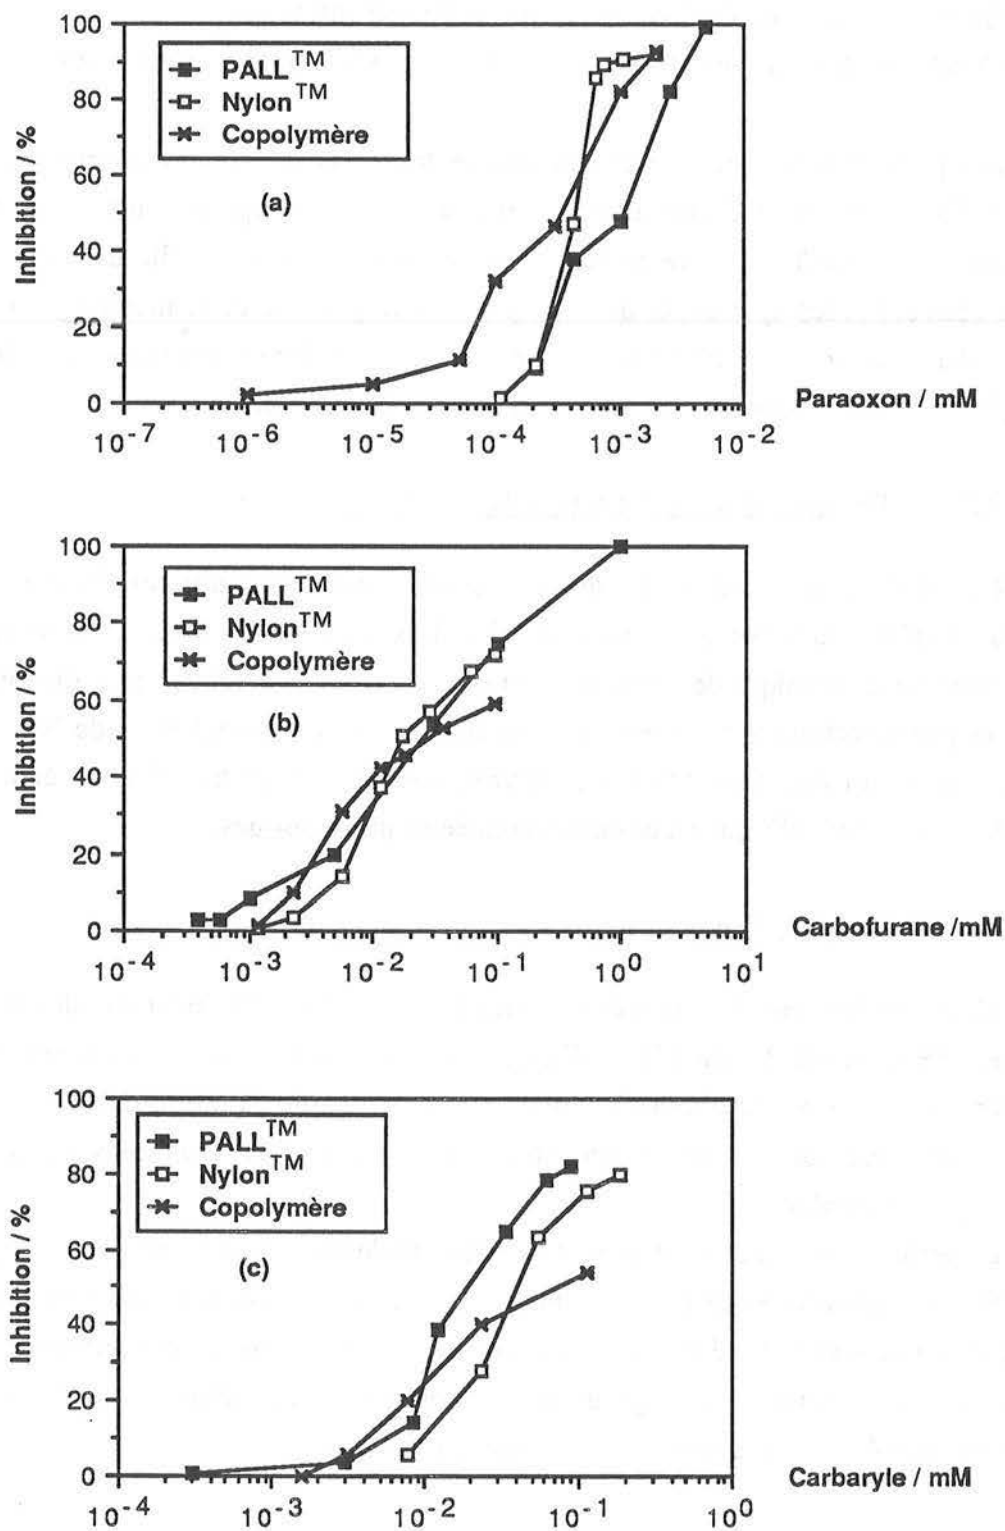 100
80
60
40
20
0
Inhibition / %
PALL™
Nylon™
Copolymère
(a)
10-7 10-6 10-5 10-4 10-3 10-2
Paraoxon / mM
100
80
60
40
20
0
Inhibition / %
PALL™
Nylon™
Copolymère
(b)
10-4 10-3 10-2 10-1 100 101
Carbofurane /mM
100
80
60
40
20
0
Inhibition / %
PALL™
Nylon™
Copolymère
(c)
10-4 10-3 10-2 10-1 100
Carbaryle / mM